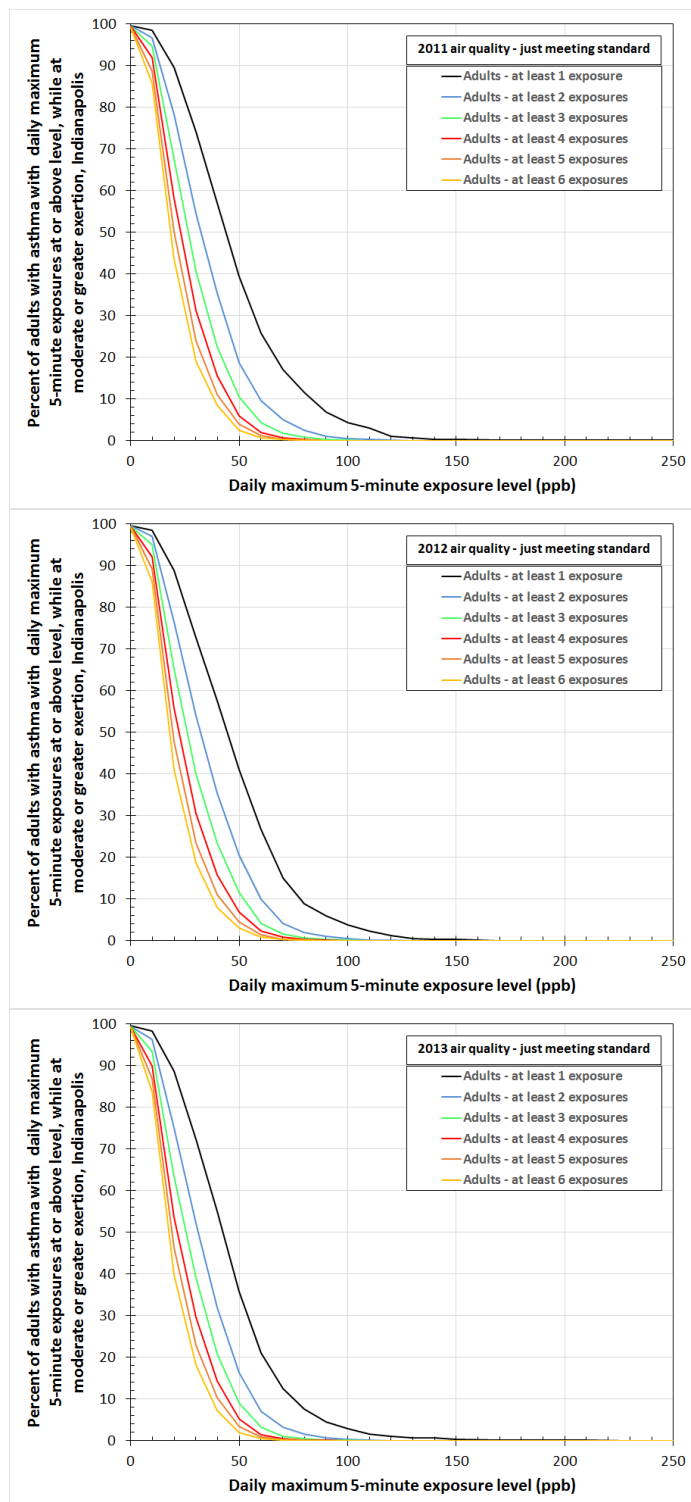 Percent of adults with asthma with daily maximum
5-minute exposures at or above level, while at
moderate or greater exertion, Indianapolis
100
90
80
70
60
50
40
30
20
10
0
2011 air quality - just meeting standard
Adults - at least 1 exposure
Adults - at least 2 exposures
Adults - at least 3 exposures
Adults - at least 4 exposures
Adults - at least 5 exposures
Adults - at least 6 exposures
0 50 100 150 200 250
Daily maximum 5-minute exposure level (ppb)
Percent of adults with asthma with daily maximum
5-minute exposures at or above level, while at
moderate or greater exertion, Indianapolis
100
90
80
70
60
50
40
30
20
10
0
2012 air quality - just meeting standard
Adults - at least 1 exposure
Adults - at least 2 exposures
Adults - at least 3 exposures
Adults - at least 4 exposures
Adults - at least 5 exposures
Adults - at least 6 exposures
0 50 100 150 200 250
Daily maximum 5-minute exposure level (ppb)
Percent of adults with asthma with daily maximum
5-minute exposures at or above level, while at
moderate or greater exertion, Indianapolis
100
90
80
70
60
50
40
30
20
10
0
2013 air quality - just meeting standard
Adults - at least 1 exposure
Adults - at least 2 exposures
Adults - at least 3 exposures
Adults - at least 4 exposures
Adults - at least 5 exposures
Adults - at least 6 exposures
0 50 100 150 200 250
Daily maximum 5-minute exposure level (ppb)